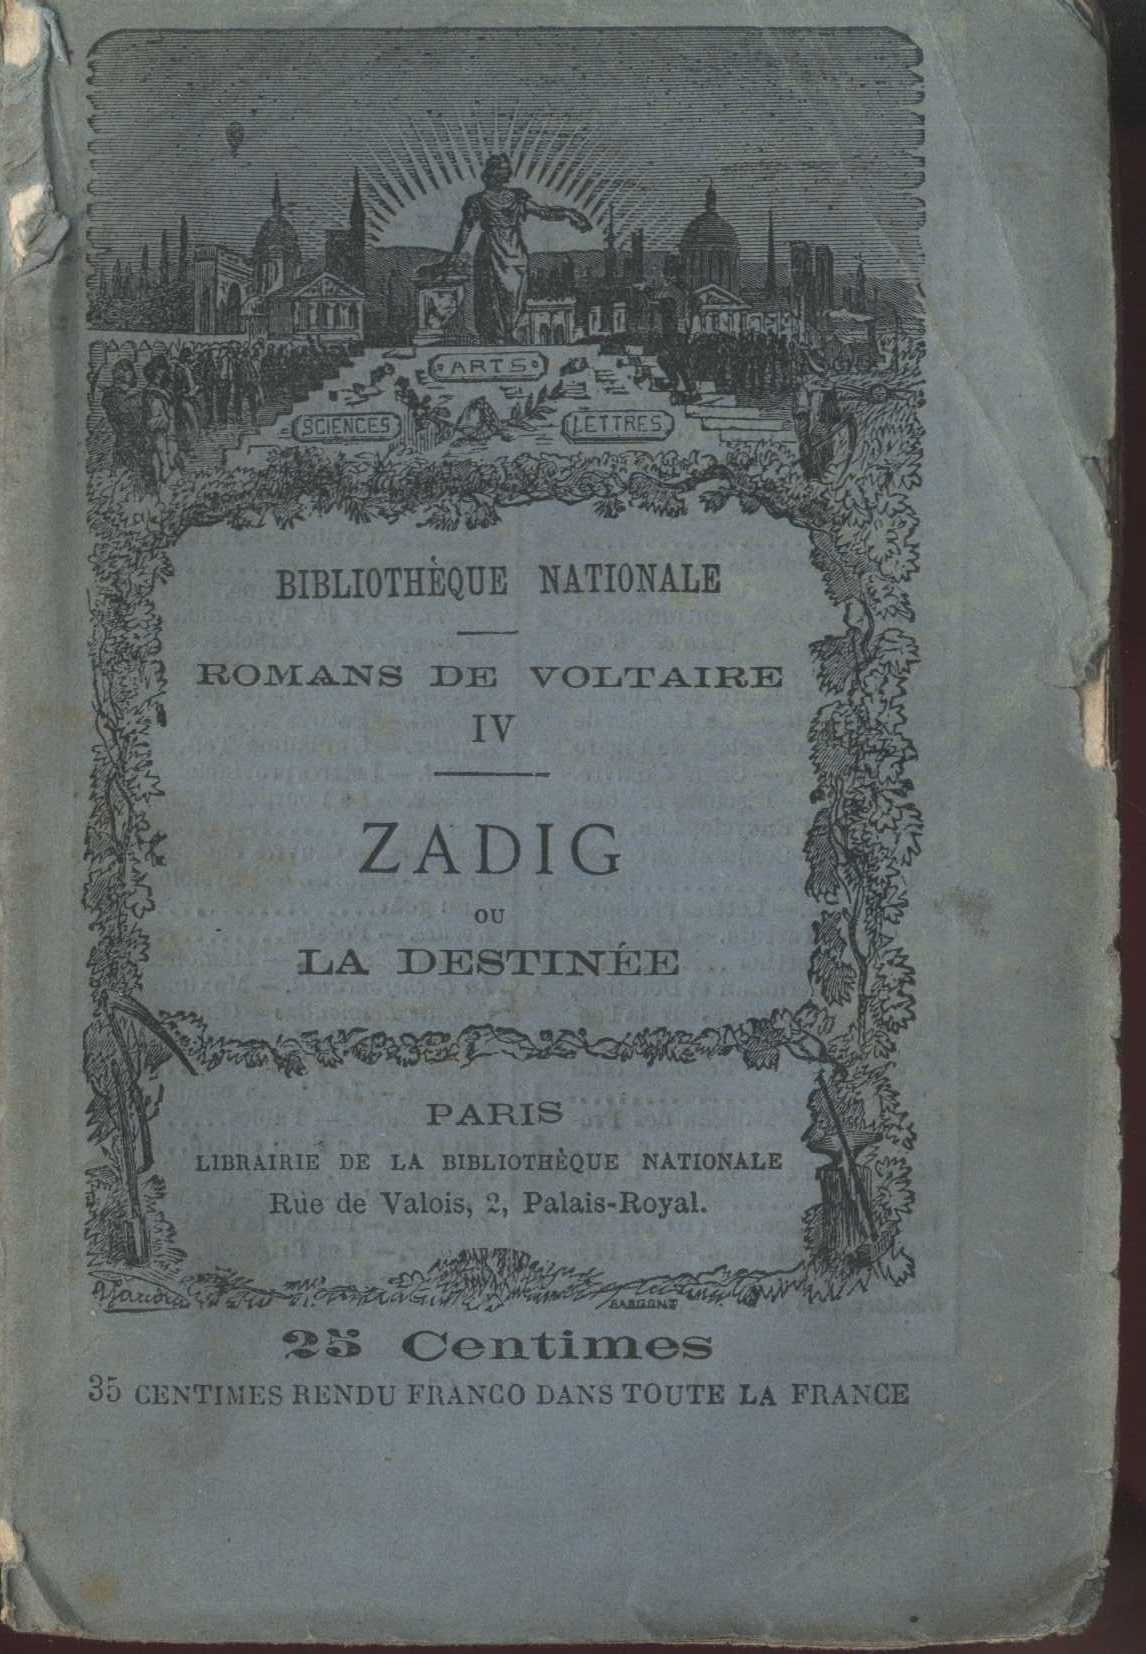 ARTS
SCIENCES
LETTRES
BIBLIOTHÈQUE NATIONALE
ROMANS DE VOLTAIRE
IV
ZADIG
OU
LA DESTINÉE
PARIS
LIBRAIRIE DE LA BIBLIOTHÈQUE NATIONALE
Rue de Valois, 2, Palais-Royal.
25 Centimes
35 CENTIMES RENDU FRANCO DANS TOUTE LA FRANCE